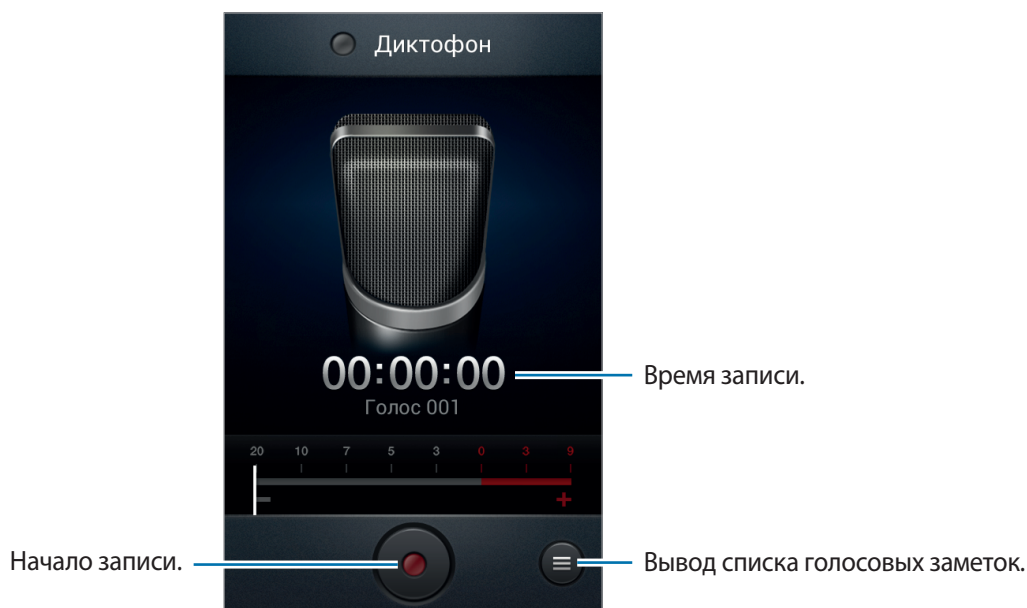 Диктофон
00:00:00
Время записи.
Голос 001
20 10 7 5 3 0 3 9
Начало записи.
Вывод списка голосовых заметок.